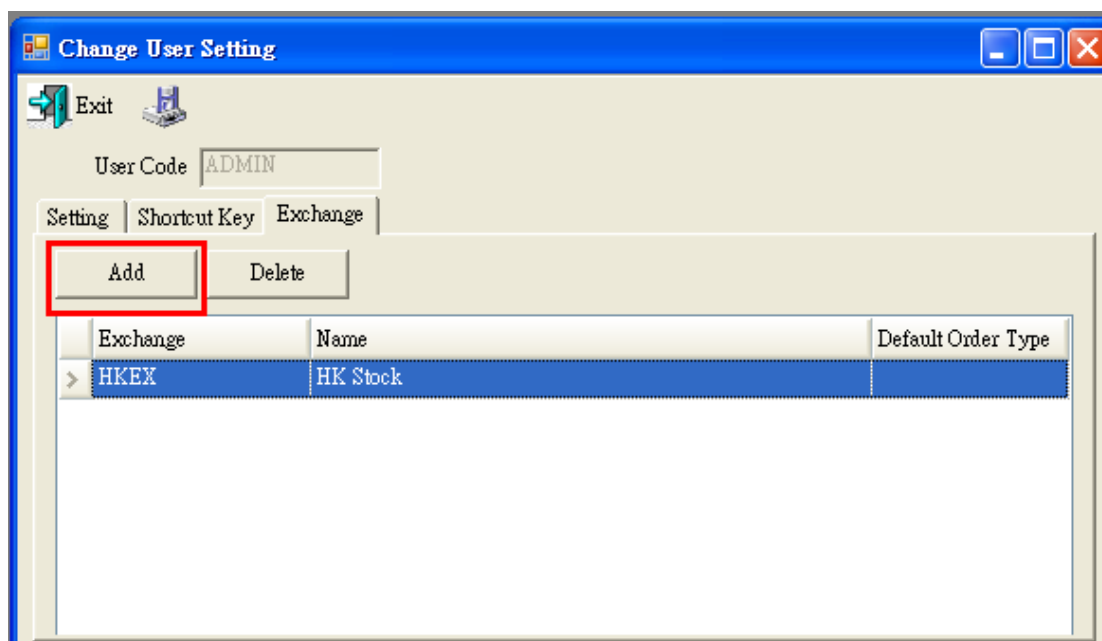 Change User Setting
Exit
User Code ADMIN
Setting Shortcut Key Exchange
Add Delete
Exchange Name Default Order Type
HKEX HK Stock